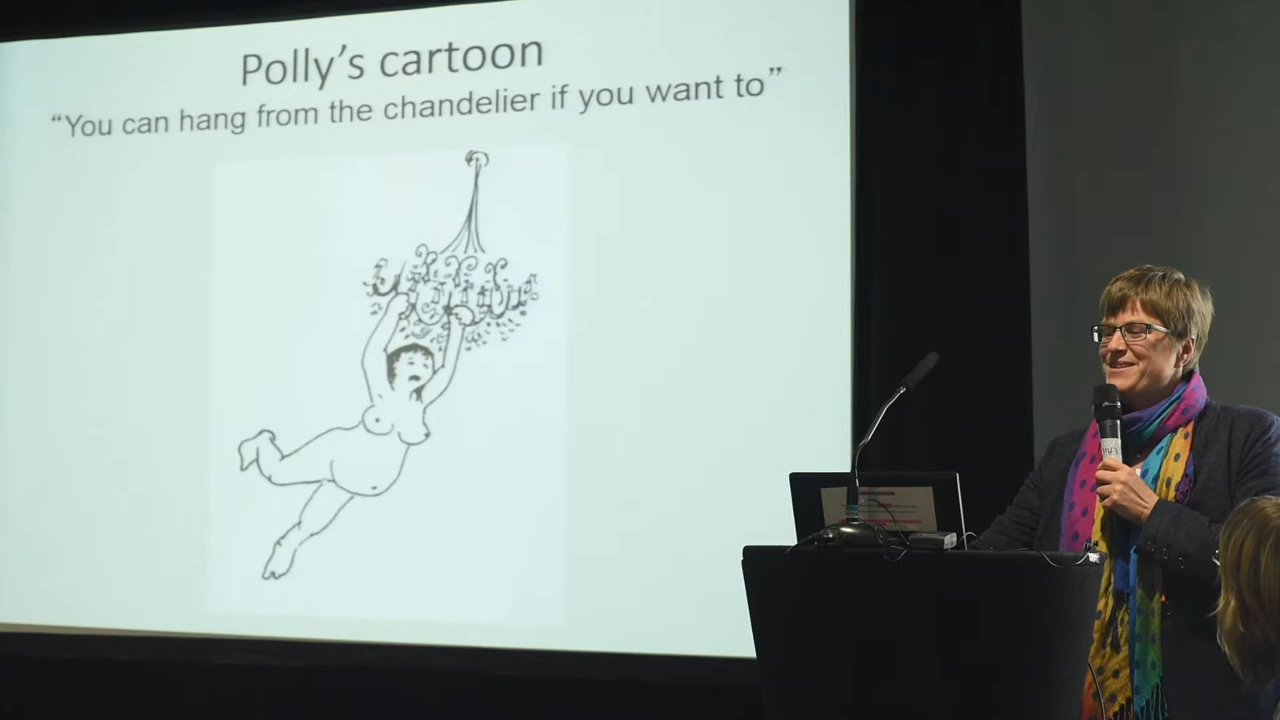 Polly’s cartoon
“You can hang from the chandelier if you want to”